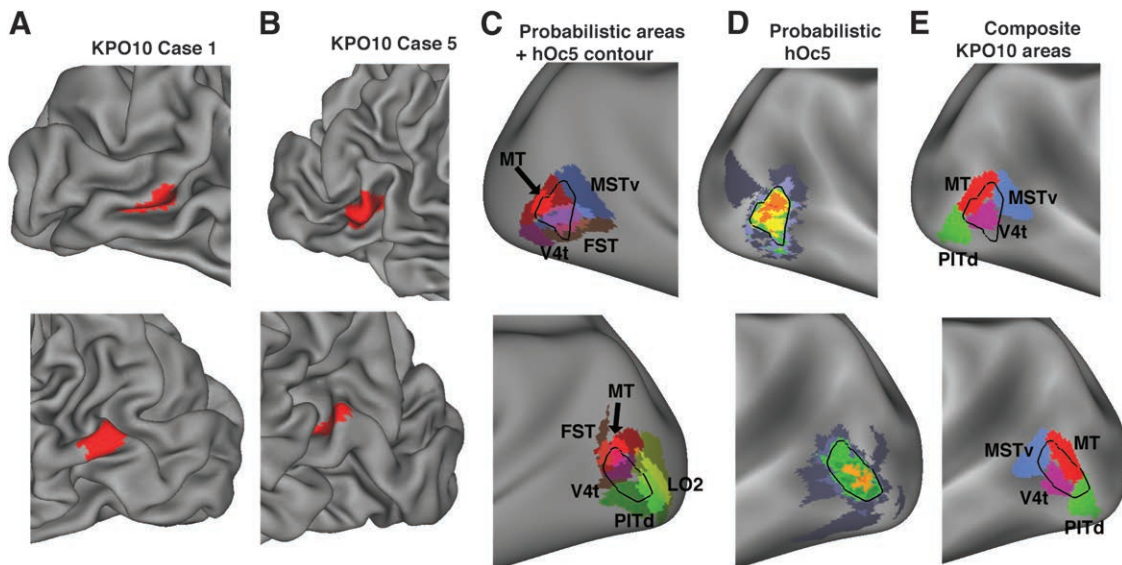 A
KPO10 Case 1
B
KPO10 Case 5
C
Probabilistic areas
+ hOc5 contour
D
Probabilistic
hOc5
E
Composite
KPO10 areas
MT
MSTv
V4t
FST
MT
MSTv
V4t
PITd
MT
FST
V4t
LO2
PITd
MSTv
MT
V4t
PITd